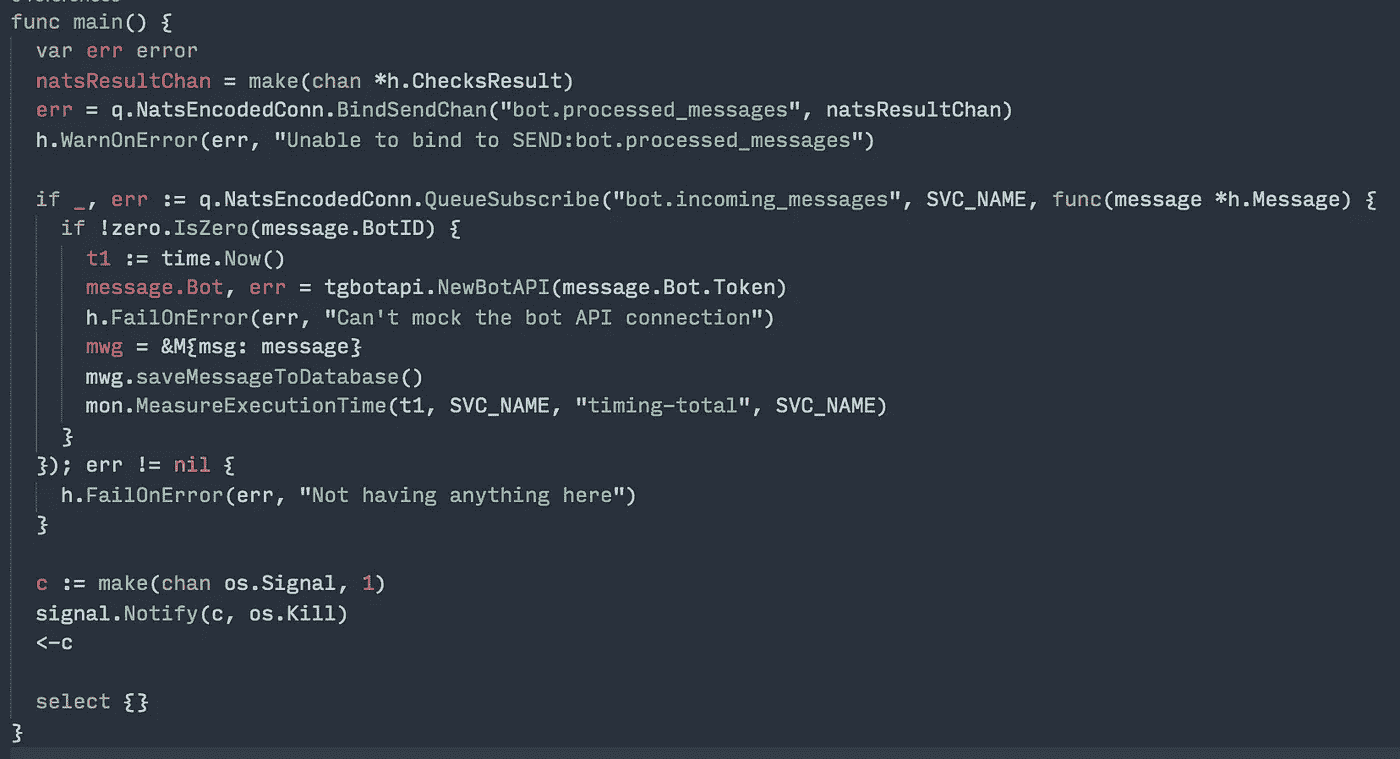 func main() {
var err error
natsResultChan = make(chan *h.ChecksResult)
err = q.NatsEncodedConn.BindSendChan("bot.processed_messages", natsResultChan)
h.WarnOnError(err, "Unable to bind to SEND:bot.processed_messages")
if _, err := q.NatsEncodedConn.QueueSubscribe("bot.incoming_messages", SVC_NAME, func(message *h.Message) {
if !zero.IsZero(message.BotID) {
t1 := time.Now()
message.Bot, err = tgbotapi.NewBotAPI(message.Bot.Token)
h.FailOnError(err, "Can't mock the bot API connection")
mwg = &M{msg: message}
mwg.saveMessageToDatabase()
mon.MeasureExecutionTime(t1, SVC_NAME, "timing-total", SVC_NAME)
}
}); err != nil {
h.FailOnError(err, "Not having anything here")
}
c := make(chan os.Signal, 1)
signal.Notify(c, os.Kill)
<-c
select {}
}